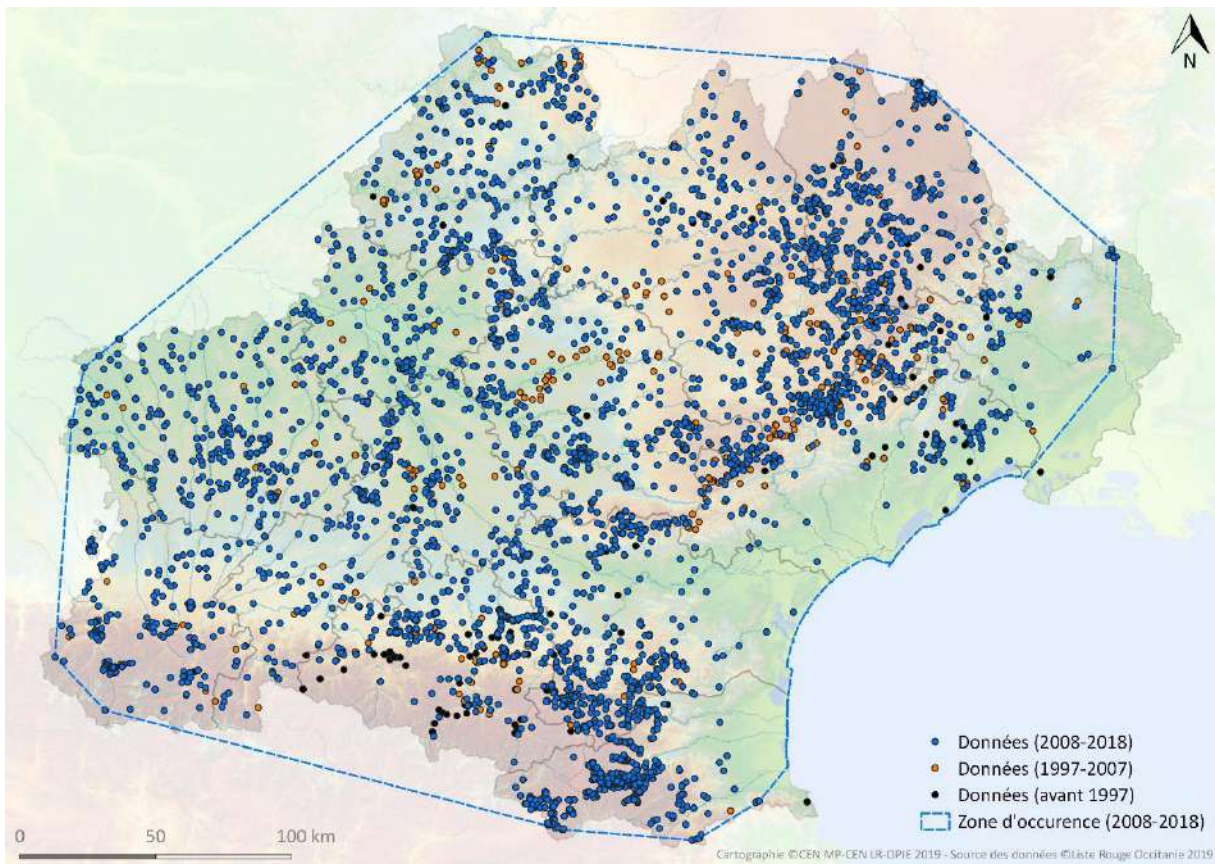 N
Données (2008-2018)
Données (1997-2007)
Données (avant 1997)
Zone d'occurence (2008-2018)
0 50 100 km
Cartographie ©CEN MP-CEN LR-OPIE 2019 - Source des données ©Liste Rouge Occitanie 2019